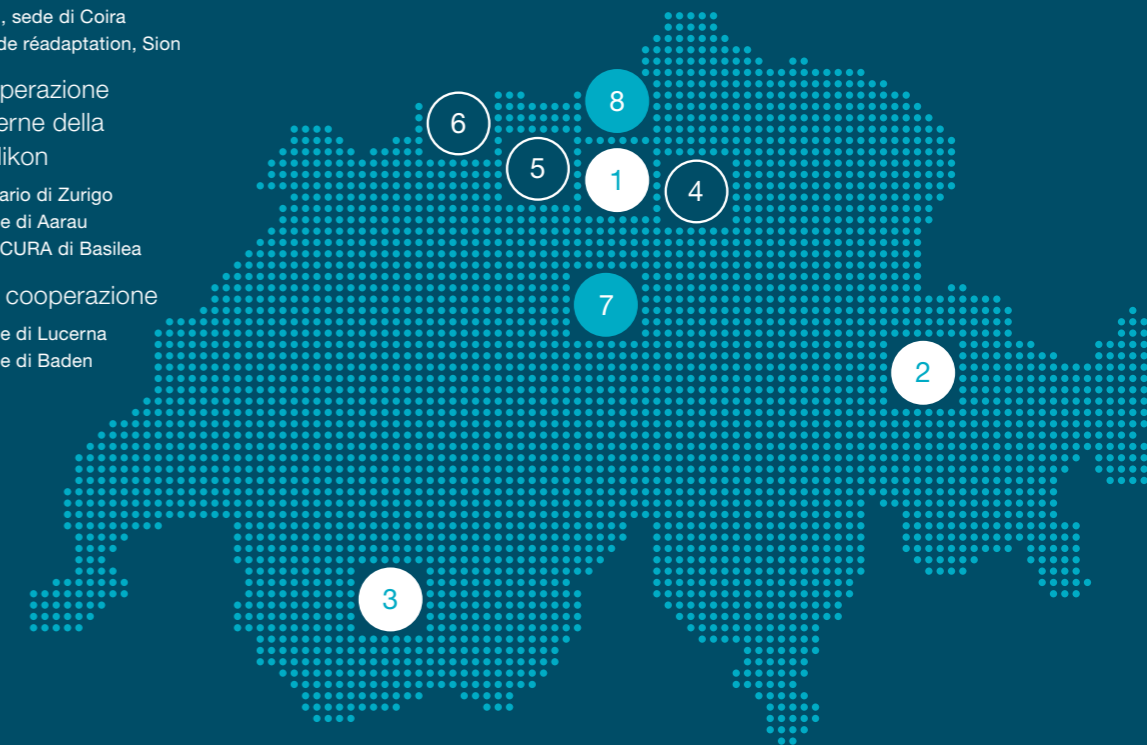 , sede di Coira
de réadaptation, Sion
perazione
erne della
likon
ario di Zurigo
e di Aarau
CURA di Basilea
cooperazione
e di Lucerna
e di Baden
8
6
5
1
4
7
2
3